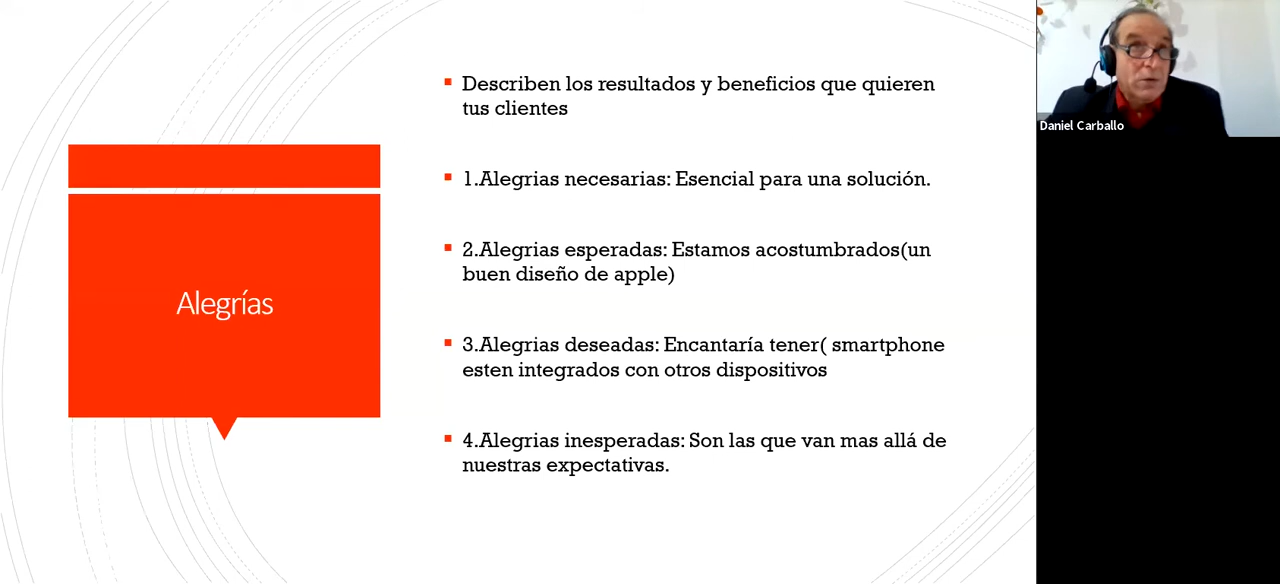 Alegrías
Describen los resultados y beneficios que quieren
tus clientes
1.Alegrias necesarias: Esencial para una solución.
2.Alegrias esperadas: Estamos acostumbrados(un
buen diseño de apple)
3.Alegrias deseadas: Encantaría tener( smartphone
esten integrados con otros dispositivos
4.Alegrias inesperadas: Son las que van mas allá de
nuestras expectativas.
Daniel Carballo